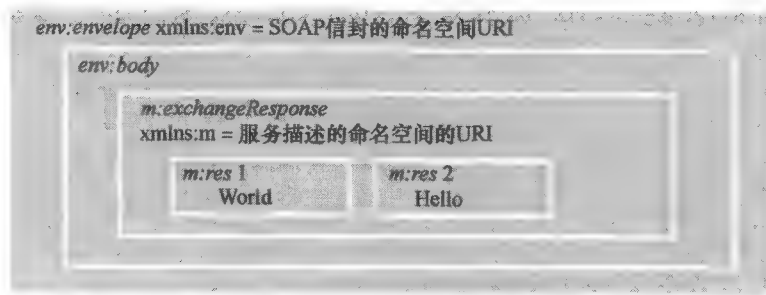 env:envelope xmlns:env = SOAP信封的命名空间URI
env:body
m:exchangeResponse
xmlns:m = 服务描述的命名空间的URI
m:res 1 m:res 2
World Hello